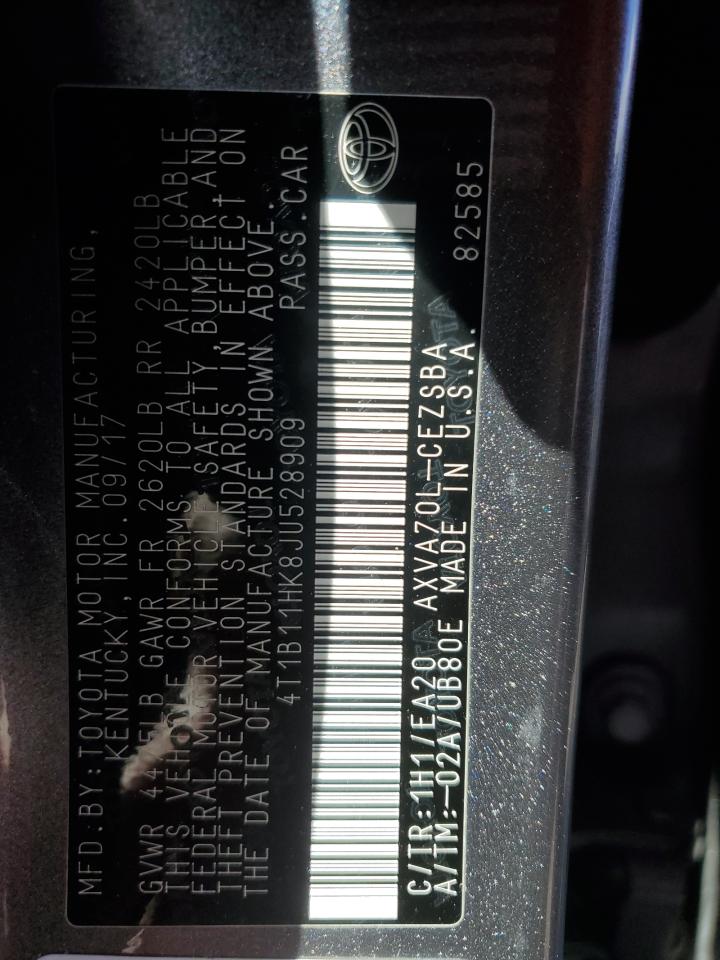 MFD.BY:TOYOTA MOTOR MANUFACTURING,
KENTUCKY,INC.09/17
GVWR LB GAWR FR 2620LB RR 2420LB
THIS VEHICLE CONFORMS TO ALL APPLICABLE
FEDERAL MOTOR VEHICLE SAFETY,BUMPER,AND
THEFT PREVENTION STANDARDS IN EFFECT ON
THE DATE OF MANUFACTURE SHOWN ABOVE.
4T1B11HK8JU528909 PASS.CAR
C/TR:1H1/EA20 AXVA70L-CEZSBA
A/TM:-02A/UB80E MADE IN U.S.A.
82585